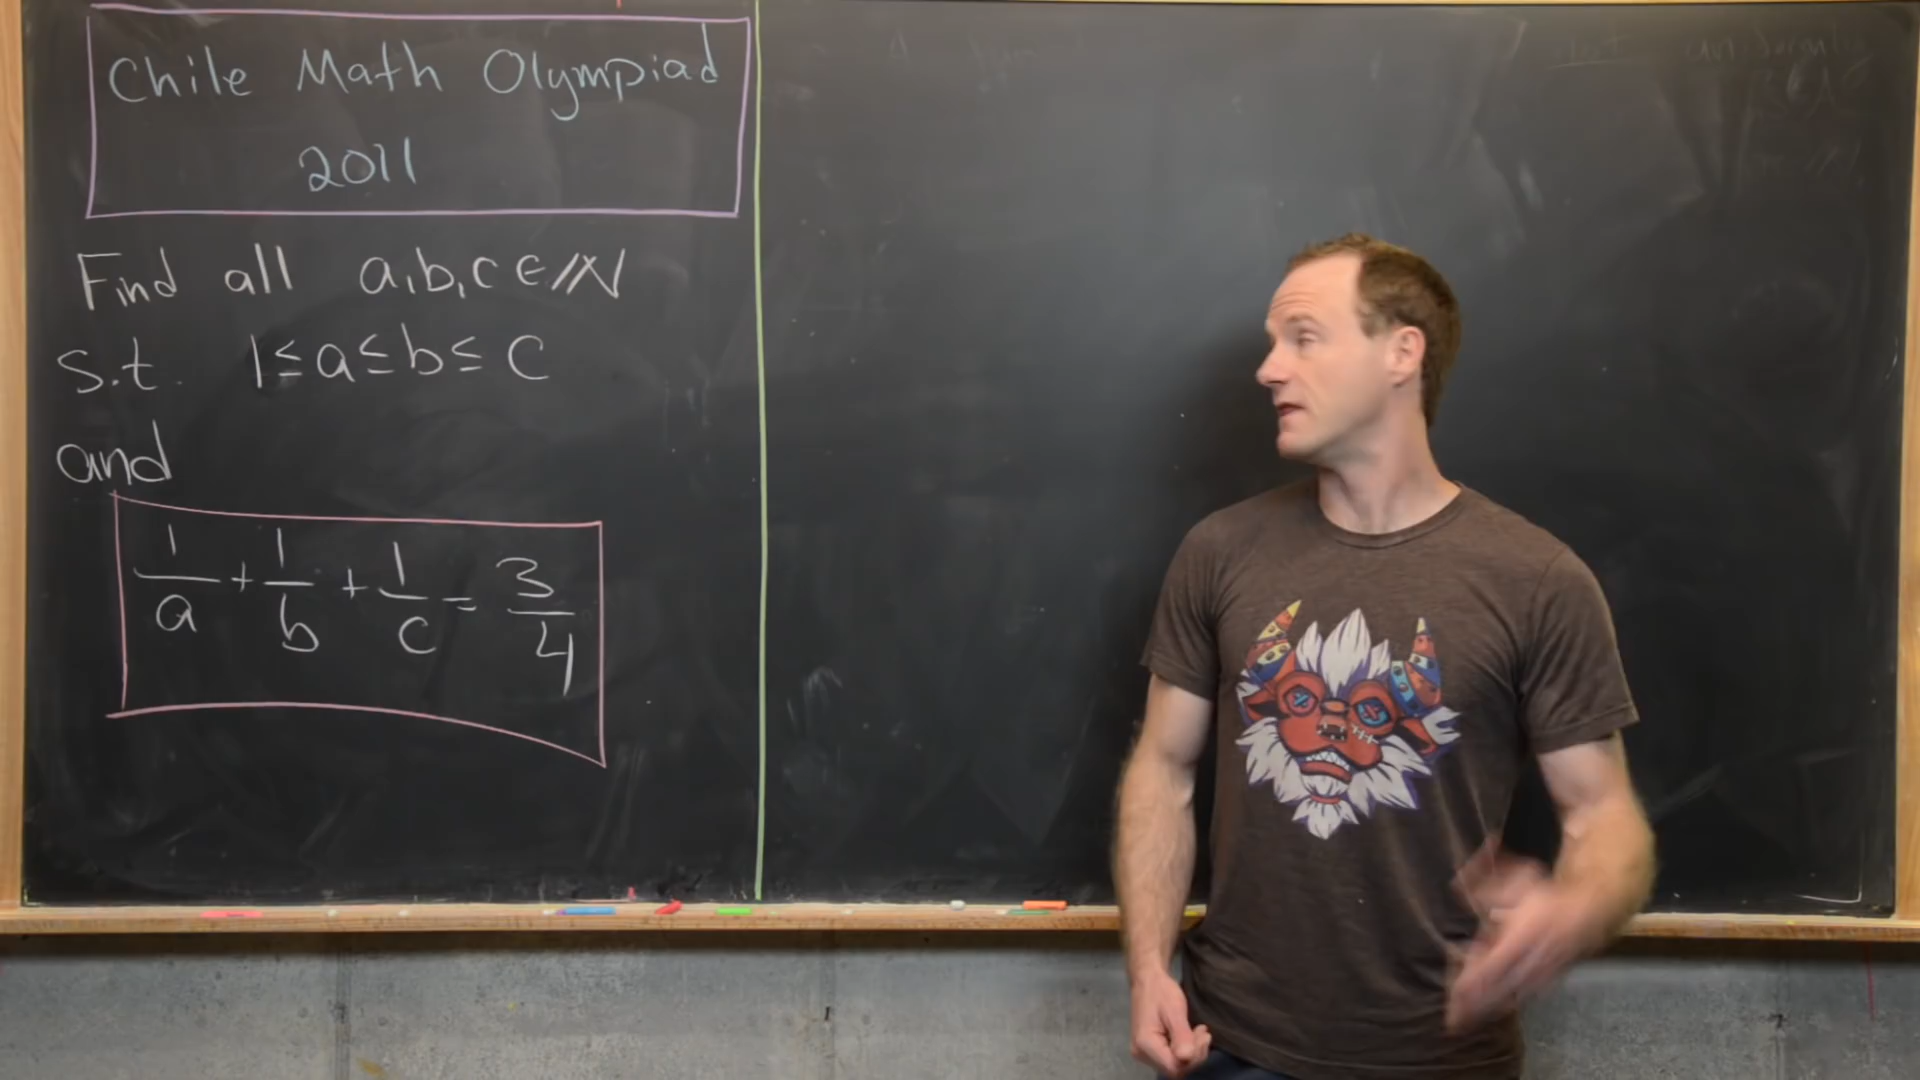 Chile Math Olympiad
2011
Find all a,b,c ∈ ℕ
s.t. 1≤a≤b≤c
and
1/a + 1/b + 1/c = 3/4